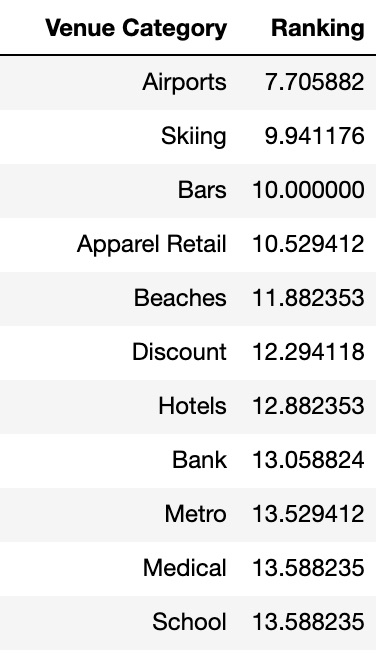 Venue Category Ranking
Airports 7.705882
Skiing 9.941176
Bars 10.000000
Apparel Retail 10.529412
Beaches 11.882353
Discount 12.294118
Hotels 12.882353
Bank 13.058824
Metro 13.529412
Medical 13.588235
School 13.588235